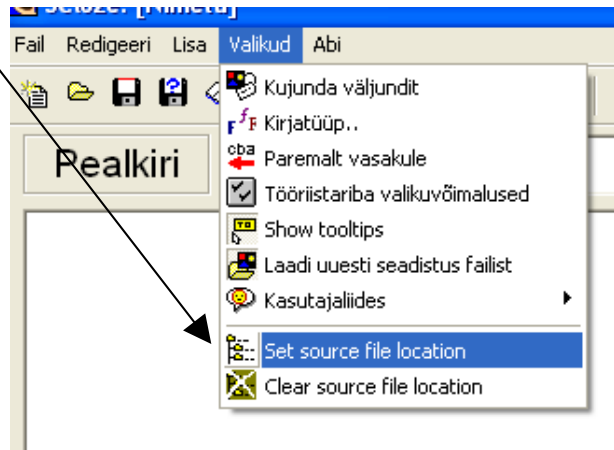 [Nimetu]
Fail Redigeeri Lisa Valikud Abi
Pealkiri
Kujunda väljundit
F f F Kirjatüüp..
cba Paremalt vasakule
Tööriistariba valikuvõimalused
Show tooltips
Laadi uuesti seadistus failist
Kasutajaliides
Set source file location
Clear source file location